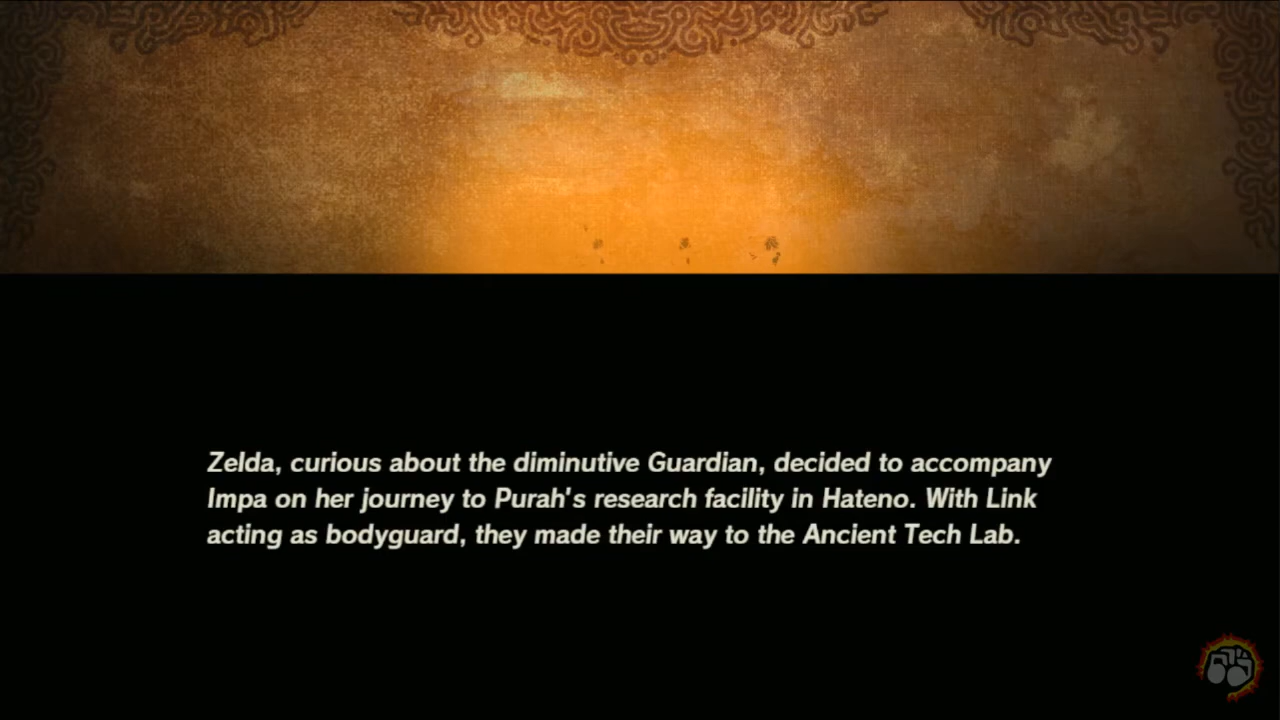 Zelda, curious about the diminutive Guardian, decided to accompany
Impa on her journey to Purah's research facility in Hateno. With Link
acting as bodyguard, they made their way to the Ancient Tech Lab.